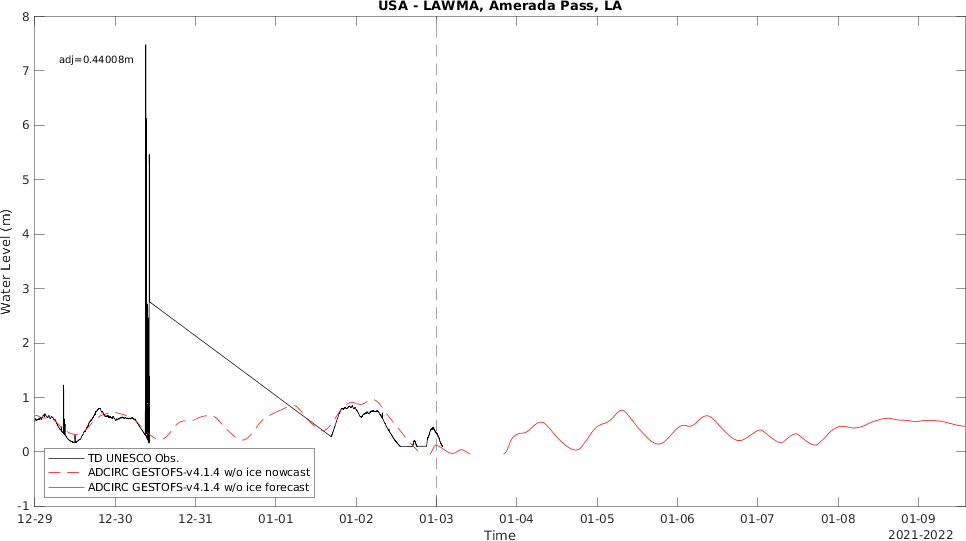 USA - LAWMA, Amerada Pass, LA
8
adj=0.44008m
7
6
5
4
3
2
1
0
-1
Water Level (m)
TD UNESCO Obs.
ADCIRC GESTOFS-v4.1.4 w/o ice nowcast
ADCIRC GESTOFS-v4.1.4 w/o ice forecast
12-29 12-30 12-31 01-01 01-02 01-03 01-04 01-05 01-06 01-07 01-08 01-09
Time
2021-2022